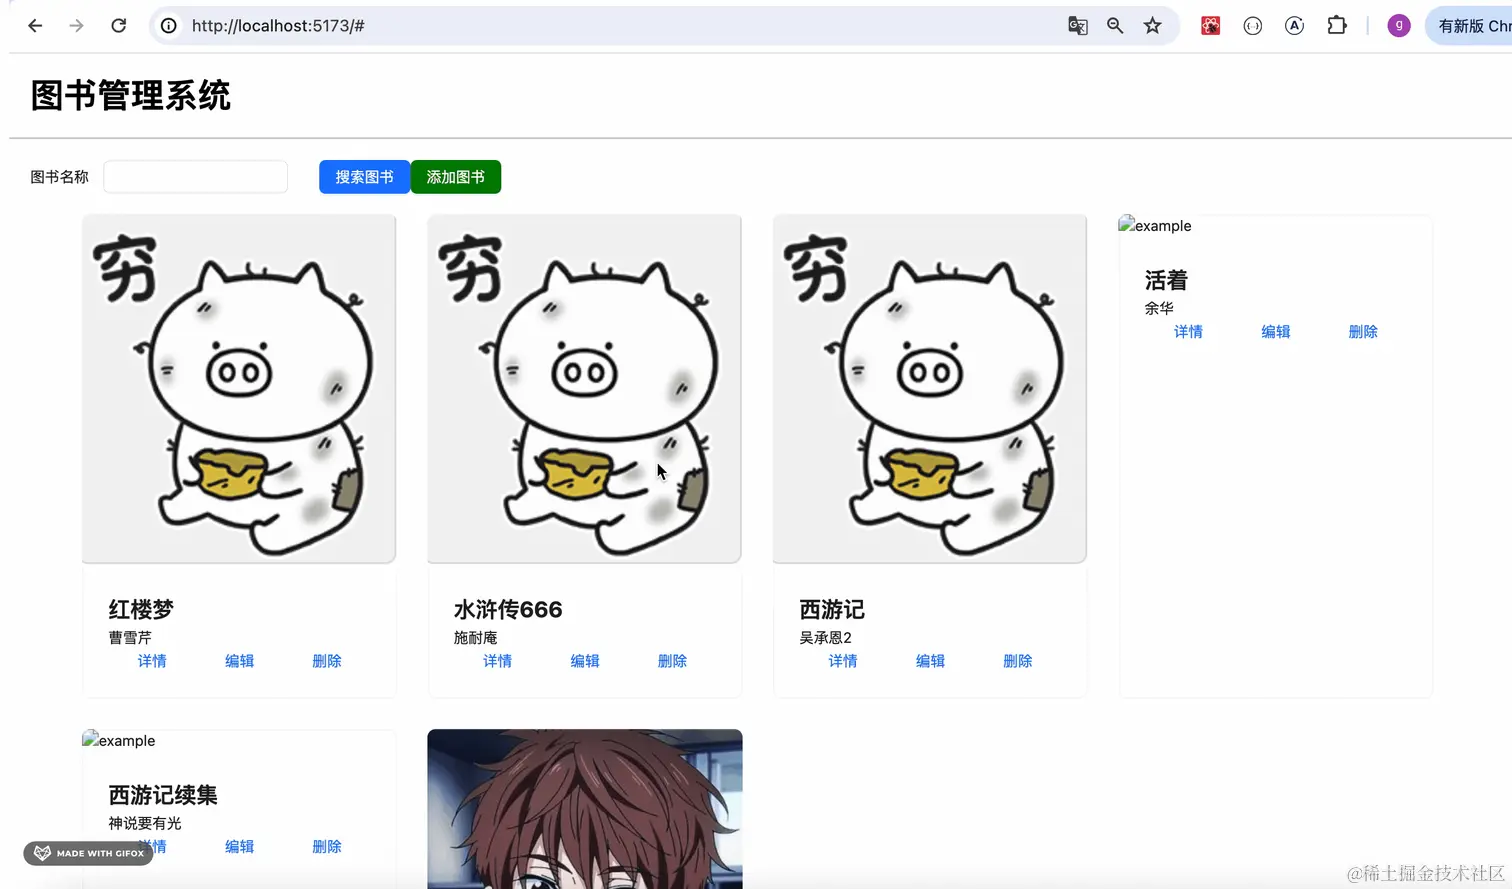 http://localhost:5173/#
g
有新版 Chr
图书管理系统
图书名称
搜索图书
添加图书
穷
穷
穷
example
活着
余华
详情 编辑 删除
红楼梦
曹雪芹
详情 编辑 删除
水浒传666
施耐庵
详情 编辑 删除
西游记
吴承恩2
详情 编辑 删除
example
西游记续集
神说要有光
详情 编辑 删除
MADE WITH GIFOX
@稀土掘金技术社区